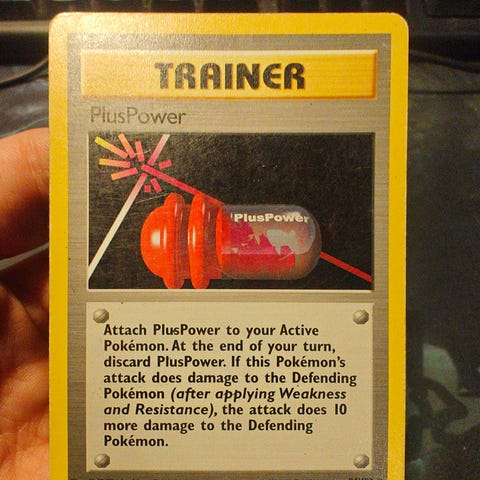 TRAINER
PlusPower
PlusPower
Attach PlusPower to your Active
Pokémon. At the end of your turn,
discard PlusPower. If this Pokémon's
attack does damage to the Defending
Pokémon (after applying Weakness
and Resistance), the attack does 10
more damage to the Defending
Pokémon.